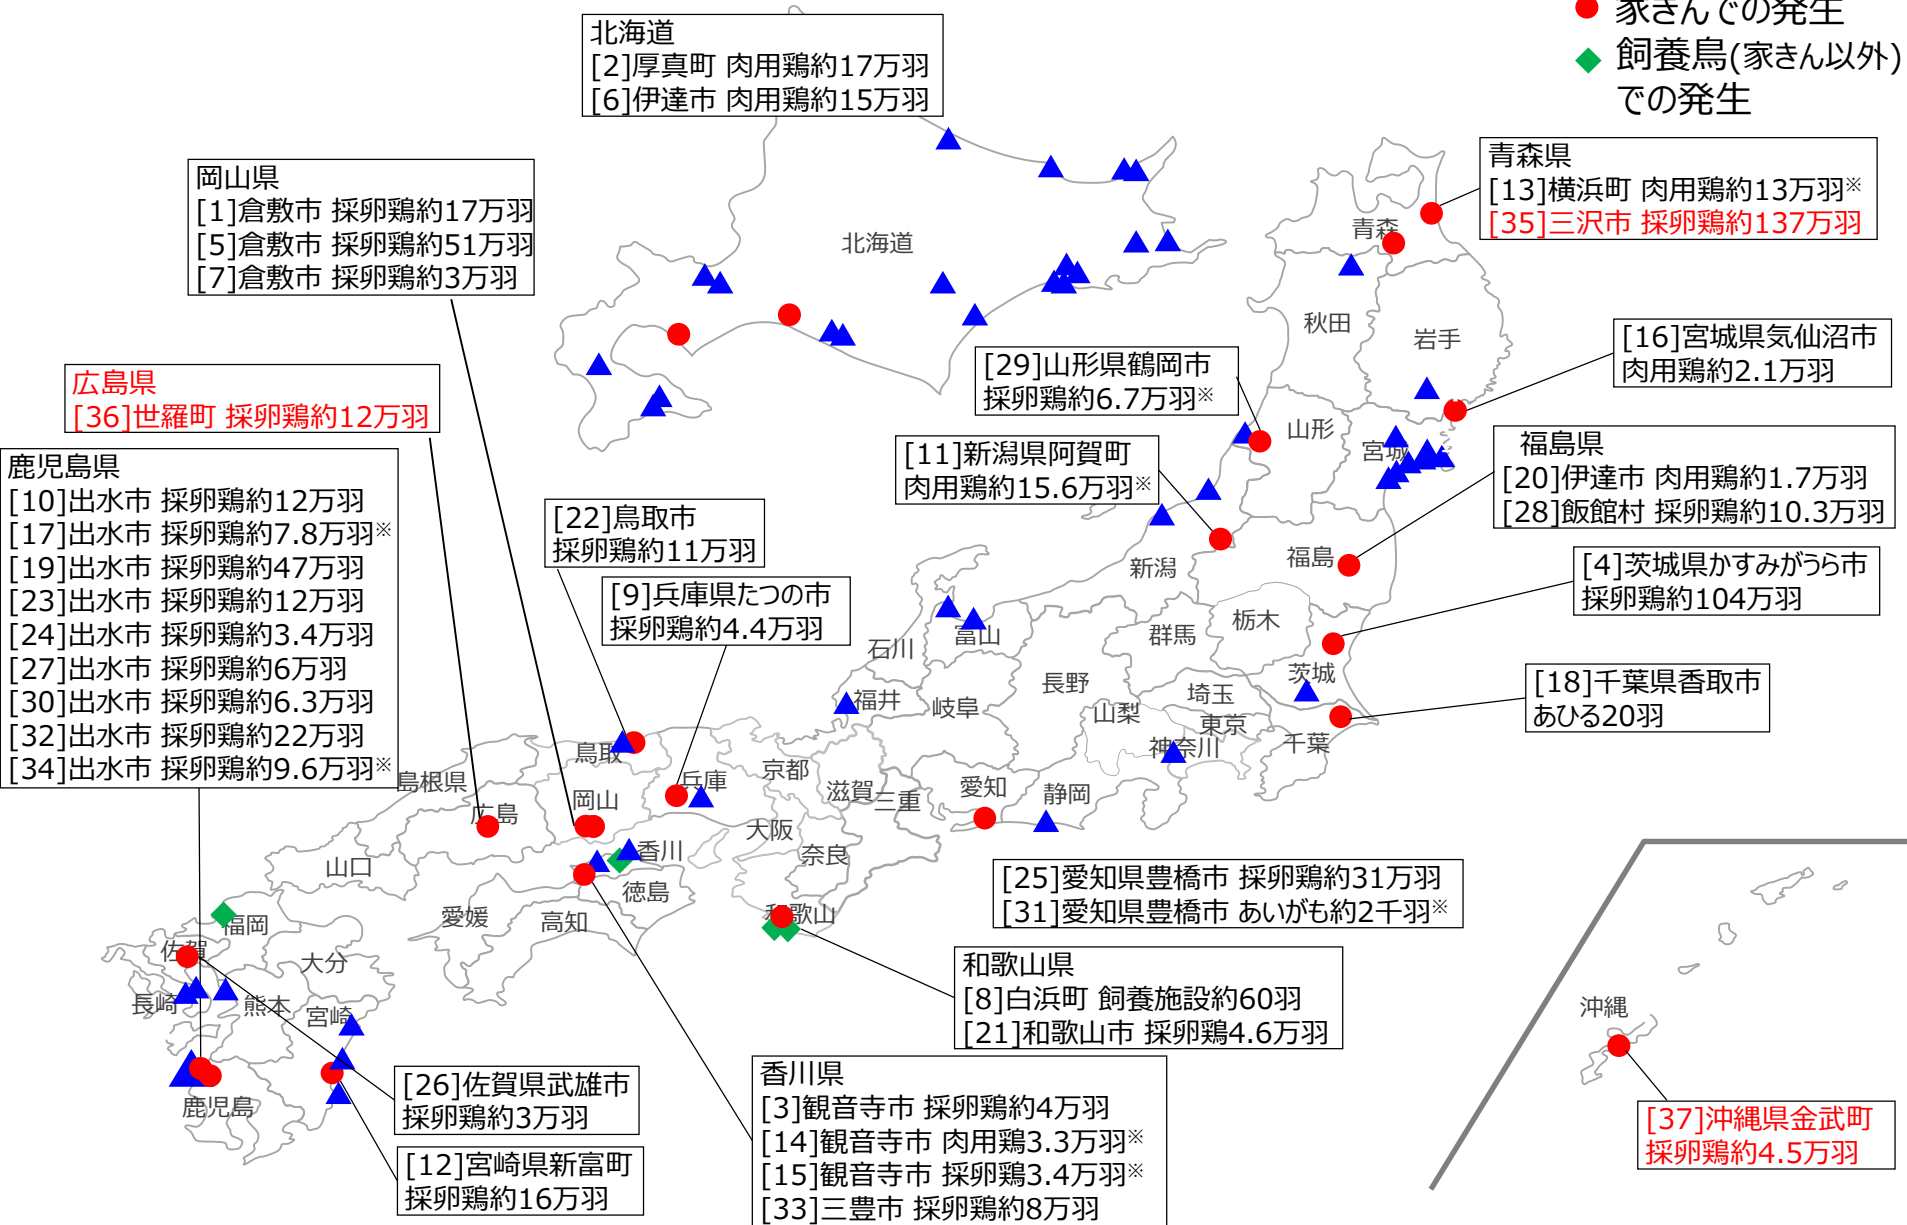 家きんでの発生
飼養鳥(家きん以外)
での発生
北海道
[2]厚真町 肉用鶏約17万羽
[6]伊達市 肉用鶏約15万羽
岡山県
[1]倉敷市 採卵鶏約17万羽
[5]倉敷市 採卵鶏約51万羽
[7]倉敷市 採卵鶏約3万羽
青森県
[13]横浜町 肉用鶏約13万羽※
[35]三沢市 採卵鶏約137万羽
広島県
[36]世羅町 採卵鶏約12万羽
[29]山形県鶴岡市
採卵鶏約6.7万羽※
[16]宮城県気仙沼市
肉用鶏約2.1万羽
[11]新潟県阿賀町
肉用鶏約15.6万羽※
福島県
[20]伊達市 肉用鶏約1.7万羽
[28]飯館村 採卵鶏約10.3万羽
鹿児島県
[10]出水市 採卵鶏約12万羽
[17]出水市 採卵鶏約7.8万羽※
[19]出水市 採卵鶏約47万羽
[23]出水市 採卵鶏約12万羽
[24]出水市 採卵鶏約3.4万羽
[27]出水市 採卵鶏約6万羽
[30]出水市 採卵鶏約6.3万羽
[32]出水市 採卵鶏約22万羽
[34]出水市 採卵鶏約9.6万羽※
[22]鳥取市
採卵鶏約11万羽
[9]兵庫県たつの市
採卵鶏約4.4万羽
[4]茨城県かすみがうら市
採卵鶏約104万羽
[18]千葉県香取市
あひる20羽
[25]愛知県豊橋市 採卵鶏約31万羽
[31]愛知県豊橋市 あいがも約2千羽※
和歌山県
[8]白浜町 飼養施設約60羽
[21]和歌山市 採卵鶏4.6万羽
[26]佐賀県武雄市
採卵鶏約3万羽
[12]宮崎県新富町
採卵鶏約16万羽
香川県
[3]観音寺市 採卵鶏約4万羽
[14]観音寺市 肉用鶏3.3万羽※
[15]観音寺市 採卵鶏3.4万羽※
[33]三豊市 採卵鶏約8万羽
[37]沖縄県金武町
採卵鶏約4.5万羽
北海道
青森
秋田
岩手
山形
宮城
新潟
福島
栃木
群馬
茨城
富山
石川
長野
埼玉
福井
岐阜
山梨
東京
神奈川
千葉
鳥取
兵庫
京都
滋賀
三重
愛知
静岡
島根県
広島
岡山
大阪
奈良
香川
山口
徳島
愛媛
高知
和歌山
福岡
佐賀
大分
長崎
熊本
宮崎
鹿児島
沖縄